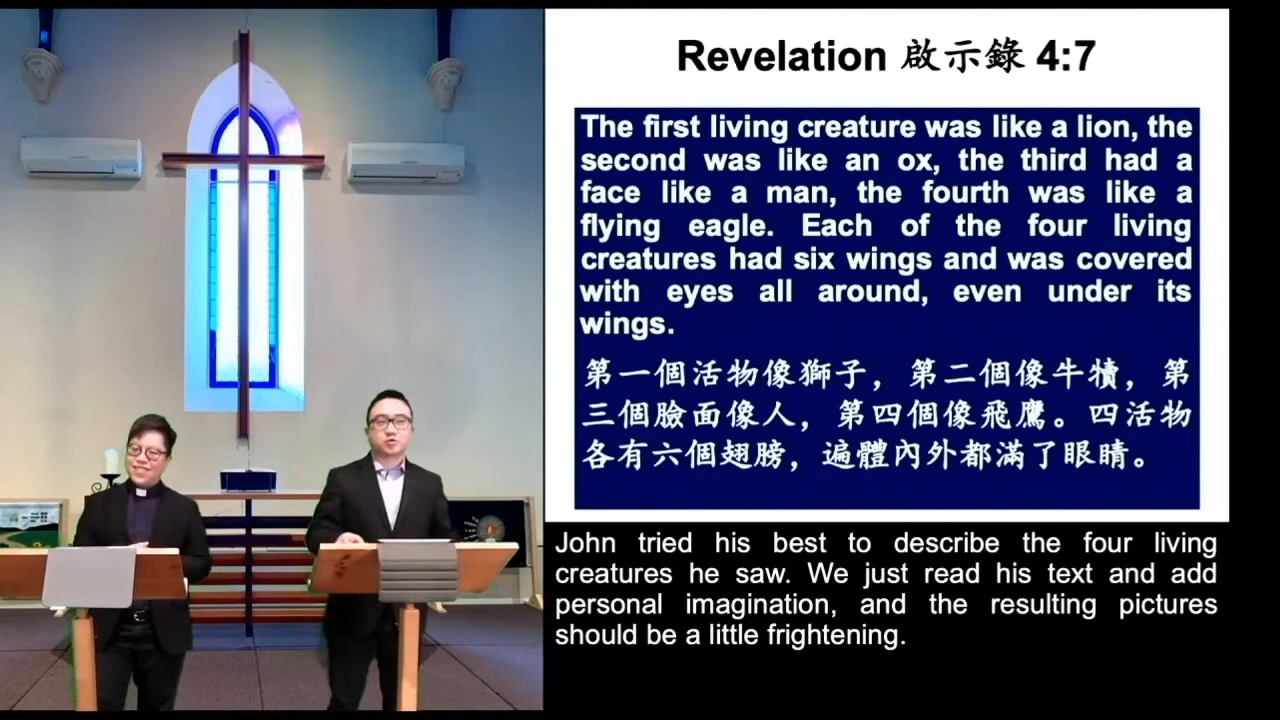 Revelation 啟示錄 4:7
The first living creature was like a lion, the
second was like an ox, the third had a
face like a man, the fourth was like a
flying eagle. Each of the four living
creatures had six wings and was covered
with eyes all around, even under its
wings.
第一個活物像獅子，第二個像牛犢，第
三個臉面像人，第四個像飛鷹。四活物
各有六個翅膀，遍體內外都滿了眼睛。
John tried his best to describe the four living
creatures he saw. We just read his text and add
personal imagination, and the resulting pictures
should be a little frightening.